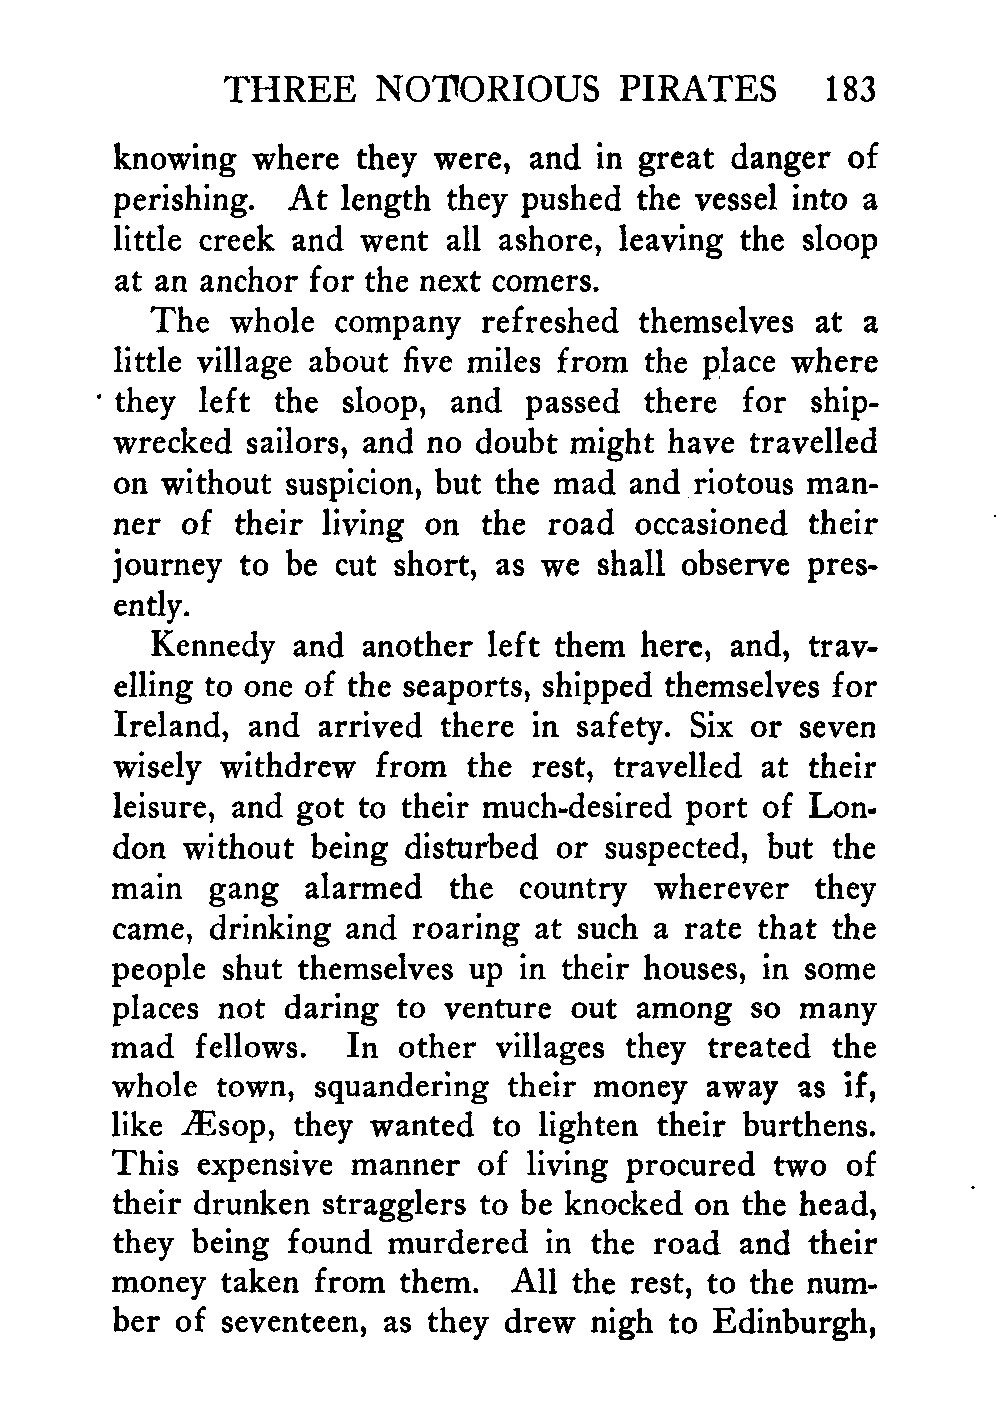 THREE NOTORIOUS PIRATES 183
knowing where they were, and in great danger of
perishing. At length they pushed the vessel into a
little creek and went all ashore, leaving the sloop
at an anchor for the next comers.
The whole company refreshed themselves at a
little village about five miles from the place where
they left the sloop, and passed there for ship-
wrecked sailors, and no doubt might have travelled
on without suspicion, but the mad and riotous man-
ner of their living on the road occasioned their
journey to be cut short, as we shall observe pres-
ently.
Kennedy and another left them here, and, trav-
elling to one of the seaports, shipped themselves for
Ireland, and arrived there in safety. Six or seven
wisely withdrew from the rest, travelled at their
leisure, and got to their much-desired port of Lon-
don without being disturbed or suspected, but the
main gang alarmed the country wherever they
came, drinking and roaring at such a rate that the
people shut themselves up in their houses, in some
places not daring to venture out among so many
mad fellows. In other villages they treated the
whole town, squandering their money away as if,
like Æsop, they wanted to lighten their burthens.
This expensive manner of living procured two of
their drunken stragglers to be knocked on the head,
they being found murdered in the road and their
money taken from them. All the rest, to the num-
ber of seventeen, as they drew nigh to Edinburgh,